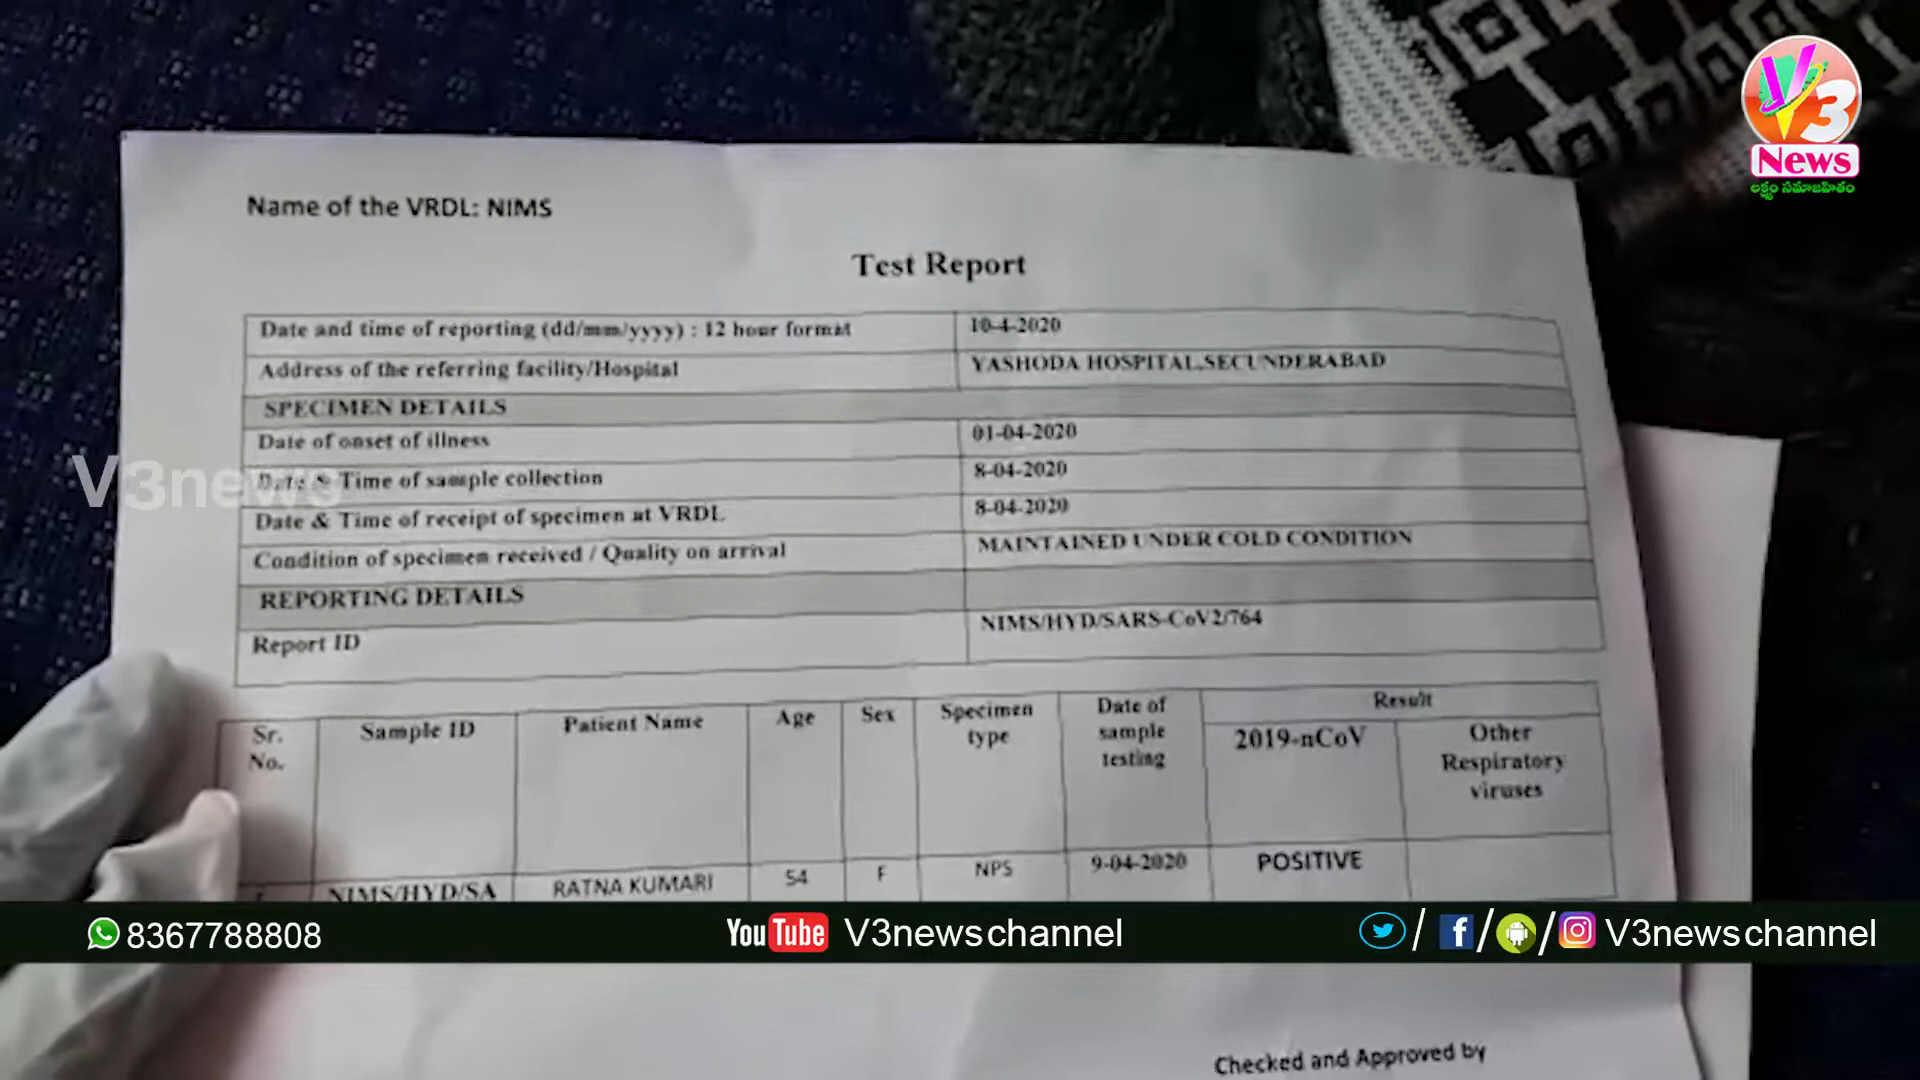 V3
News
లక్ష్యం సమాజహితం
Name of the VRDL: NIMS
Test Report
Date and time of reporting (dd/mm/yyyy) : 12 hour format 10-4-2020
Address of the referring facility/Hospital YASHODA HOSPITAL,SECUNDERABAD
SPECIMEN DETAILS
Date of onset of illness 01-04-2020
Date & Time of sample collection 8-04-2020
V3news
Date & Time of receipt of specimen at VRDL 8-04-2020
Condition of specimen received / Quality on arrival MAINTAINED UNDER COLD CONDITION
REPORTING DETAILS
Report ID NIMS/HYD/SARS-CoV2/764
Sr. No. Sample ID Patient Name Age Sex Specimen type Date of sample testing Result
2019-nCoV Other Respiratory viruses
NIMS/HYD/SA RATNA KUMARI 54 F NPS 9-04-2020 POSITIVE
8367788808 YouTube V3newschannel / / V3newschannel
Checked and Approved by